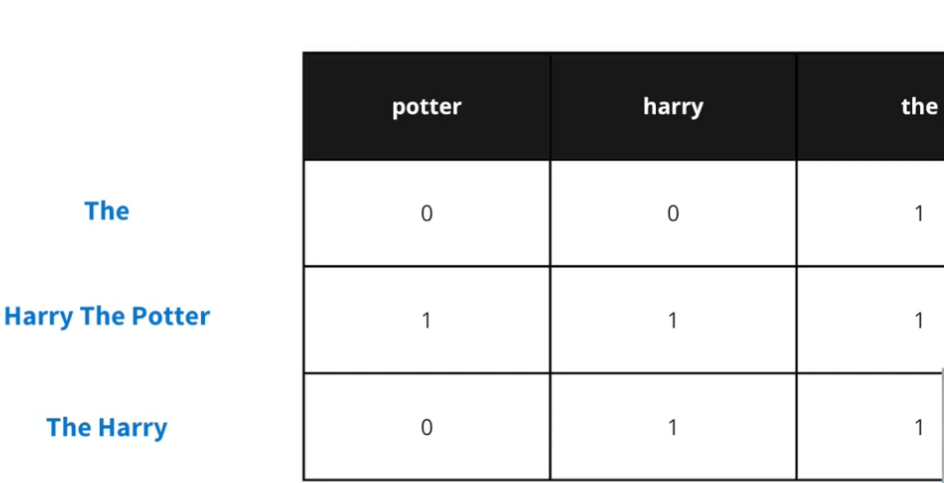 potter harry the
The 0 0 1
Harry The Potter 1 1 1
The Harry 0 1 1